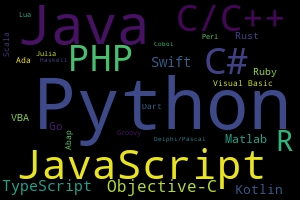 Lua
Java
C/C++
Scala
Perl
Rust
Cobol
Ada
Julia
Haskell
PHP
Swift
C#
Ruby
Visual Basic
Python
Dart
VBA
Go
Abap
Groovy
Delphi/Pascal
Matlab
R
JavaScript
TypeScript
Objective-C
Kotlin